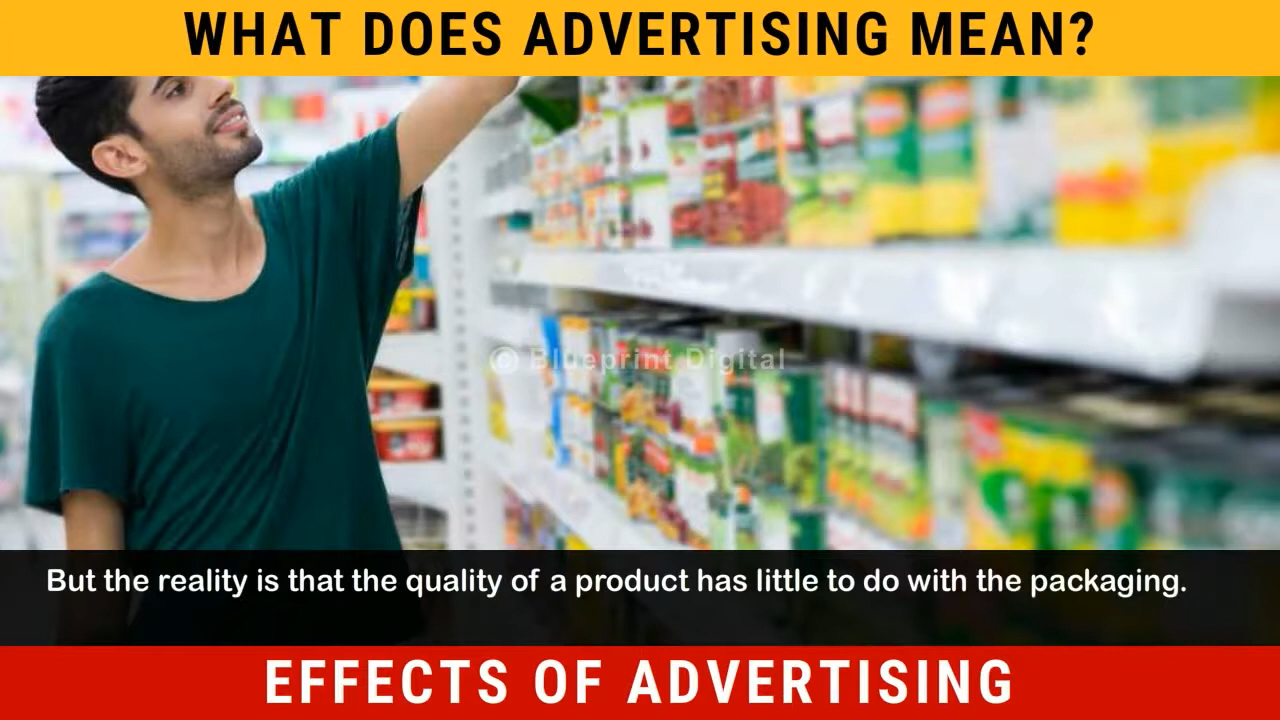 WHAT DOES ADVERTISING MEAN?
© Blueprint Digital
But the reality is that the quality of a product has little to do with the packaging.
EFFECTS OF ADVERTISING